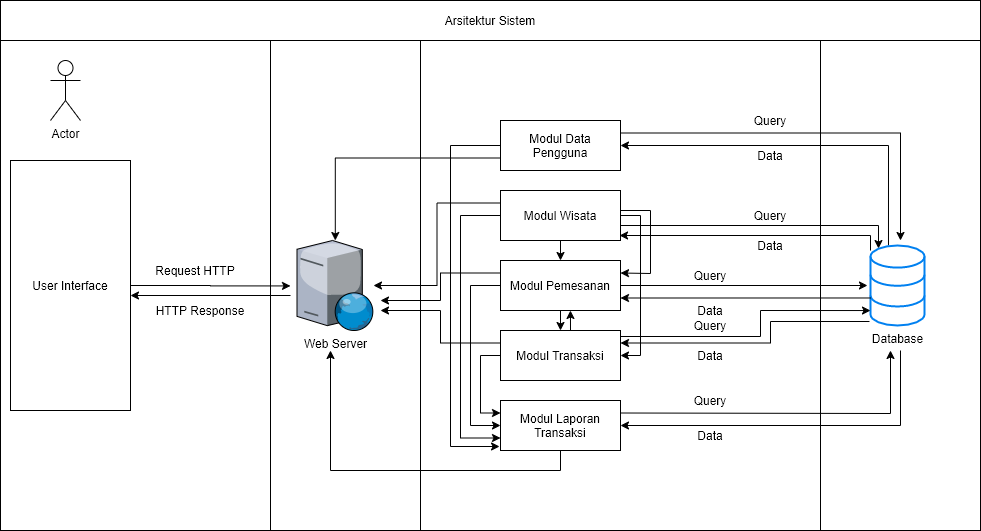 Arsitektur Sistem
Actor
User Interface
Request HTTP
HTTP Response
Web Server
Modul Data
Pengguna
Modul Wisata
Modul Pemesanan
Modul Transaksi
Modul Laporan
Transaksi
Query
Data
Query
Data
Query
Data
Query
Data
Query
Data
Database